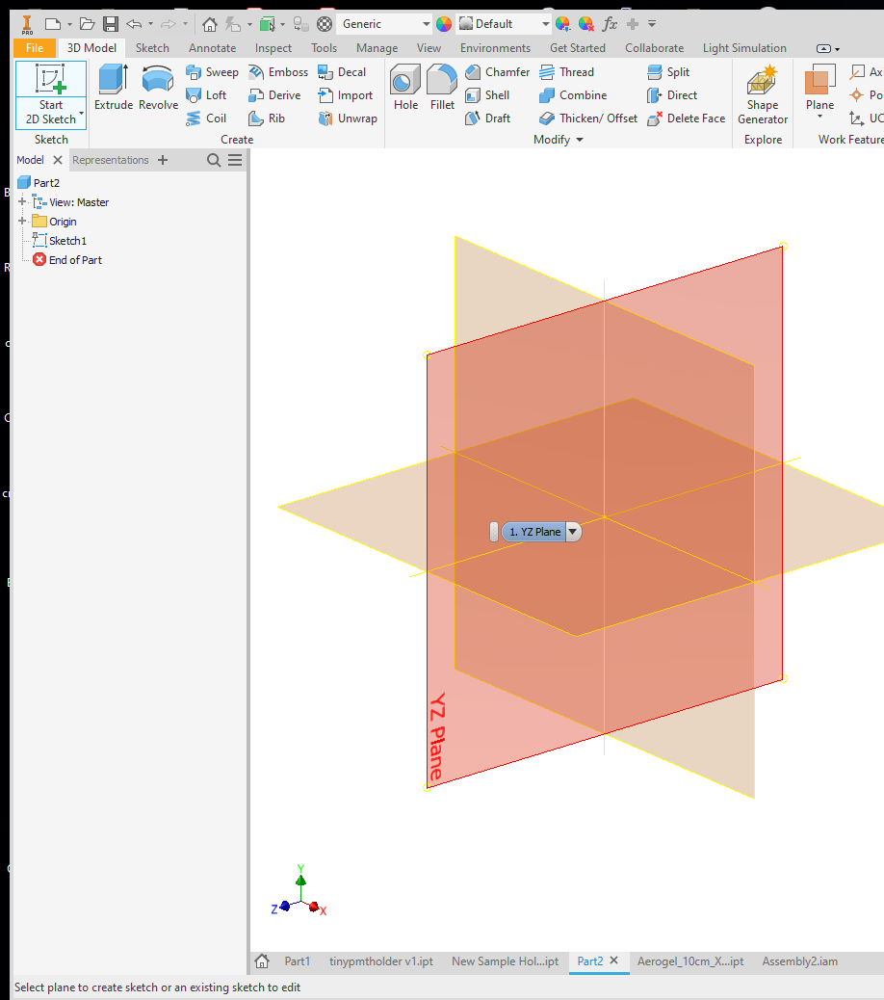 PRO
Generic
Default
fx
File
3D Model
Sketch
Annotate
Inspect
Tools
Manage
View
Environments
Get Started
Collaborate
Light Simulation
Start
2D Sketch
Extrude
Revolve
Sweep
Emboss
Decal
Loft
Derive
Import
Coil
Rib
Unwrap
Hole
Fillet
Chamfer
Thread
Split
Shell
Combine
Direct
Draft
Thicken/ Offset
Delete Face
Shape
Generator
Plane
Ax
Po
UC
Sketch
Create
Modify
Explore
Work Feature
Model
Representations
Part2
View: Master
Origin
Sketch1
End of Part
1. YZ Plane
YZ Plane
Y
Z
X
Part1
tinypmtholder v1.ipt
New Sample Hol...ipt
Part2
Aerogel_10cm_X...ipt
Assembly2.iam
Select plane to create sketch or an existing sketch to edit